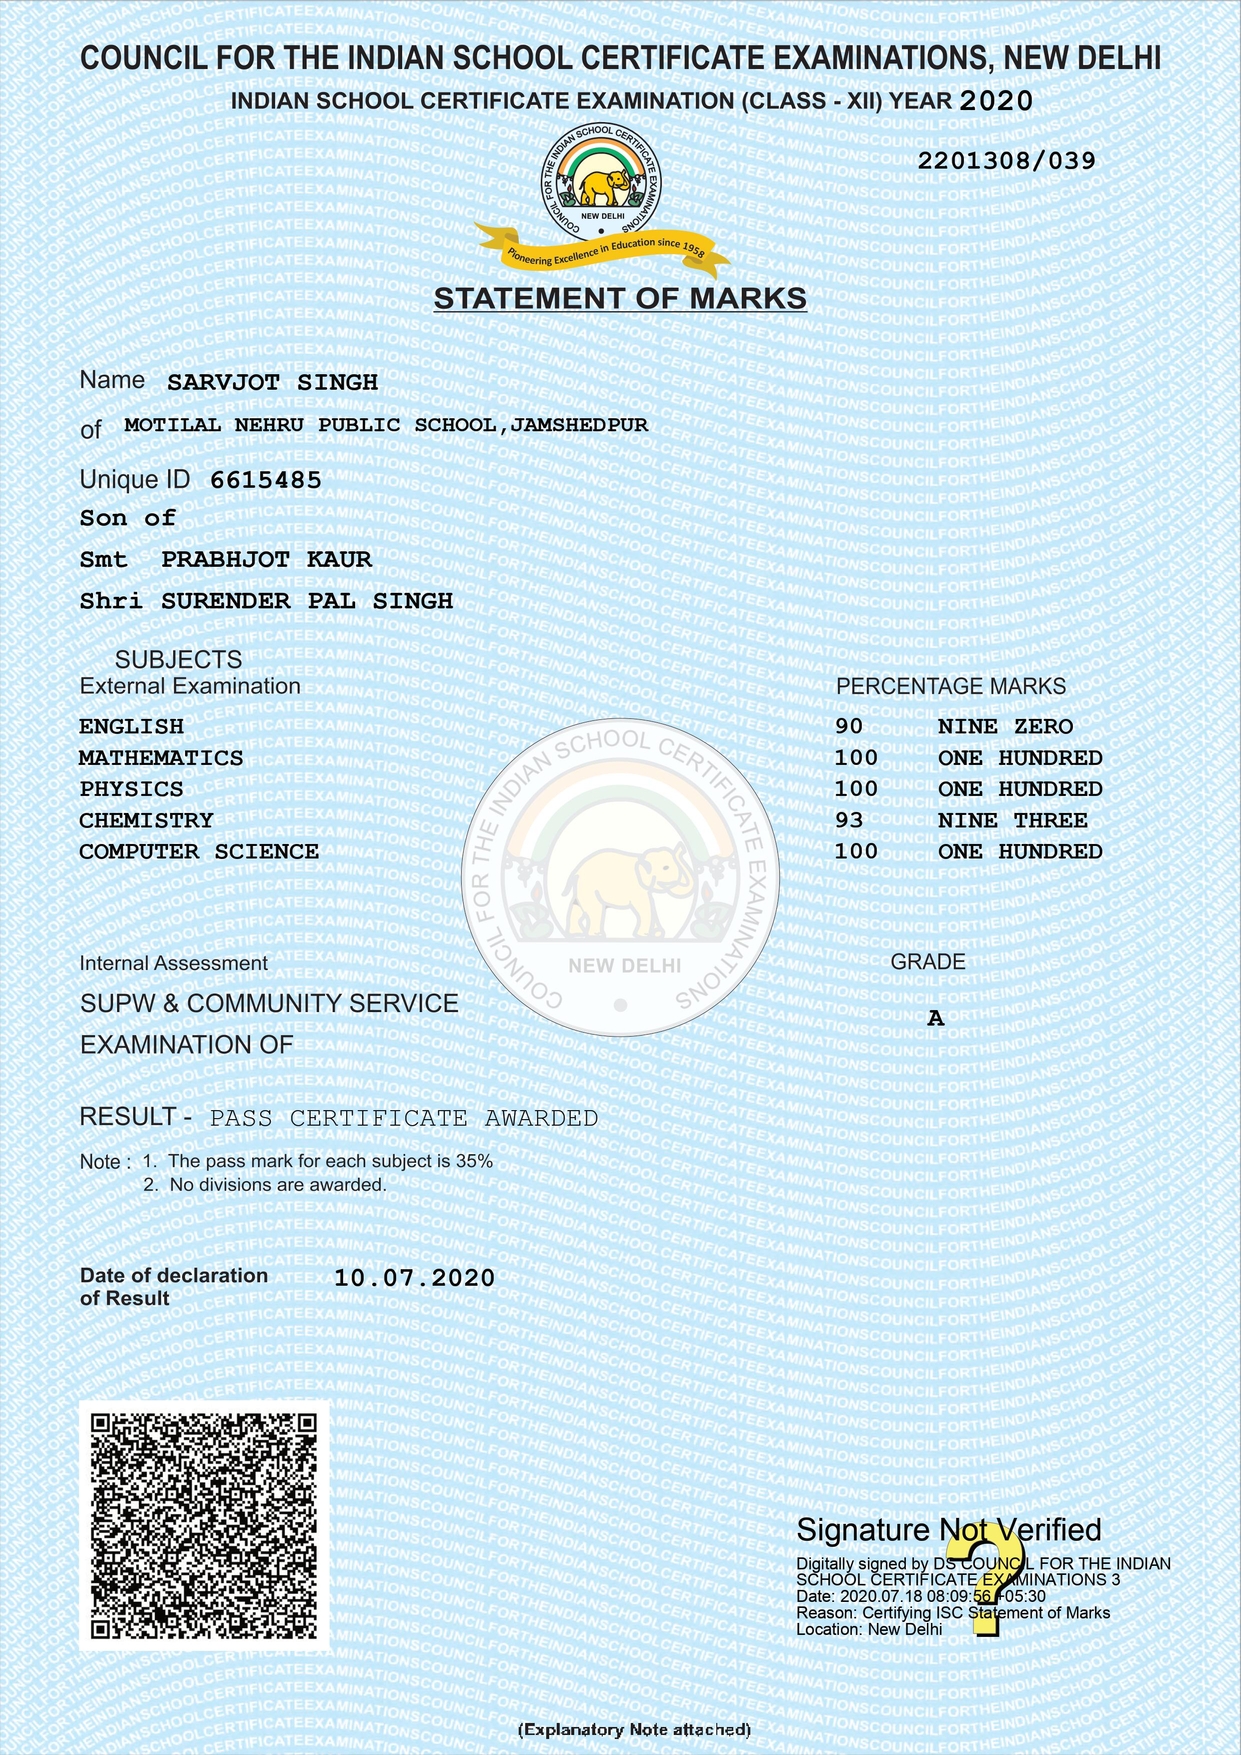 COUNCIL FOR THE INDIAN SCHOOL CERTIFICATE EXAMINATIONS, NEW DELHI
INDIAN SCHOOL CERTIFICATE EXAMINATION (CLASS - XII) YEAR 2020
2201308/039
COUNCIL FOR THE INDIAN SCHOOL CERTIFICATE EXAMINATIONS
NEW DELHI
Pioneering Excellence in Education since 1958
STATEMENT OF MARKS
Name SARVJOT SINGH
of MOTILAL NEHRU PUBLIC SCHOOL,JAMSHEDPUR
Unique ID 6615485
Son of
Smt PRABHJOT KAUR
Shri SURENDER PAL SINGH
SUBJECTS
External Examination PERCENTAGE MARKS
ENGLISH 90 NINE ZERO
MATHEMATICS 100 ONE HUNDRED
PHYSICS 100 ONE HUNDRED
CHEMISTRY 93 NINE THREE
COMPUTER SCIENCE 100 ONE HUNDRED
COUNCIL FOR THE INDIAN SCHOOL CERTIFICATE EXAMINATIONS
NEW DELHI
Internal Assessment GRADE
SUPW & COMMUNITY SERVICE A
EXAMINATION OF
RESULT - PASS CERTIFICATE AWARDED
Note : 1. The pass mark for each subject is 35%
2. No divisions are awarded.
Date of declaration 10.07.2020
of Result
Signature Not Verified
Digitally signed by DS COUNCIL FOR THE INDIAN
SCHOOL CERTIFICATE EXAMINATIONS 3
Date: 2020.07.18 08:09:56 +05:30
Reason: Certifying ISC Statement of Marks
Location: New Delhi
(Explanatory Note attached)